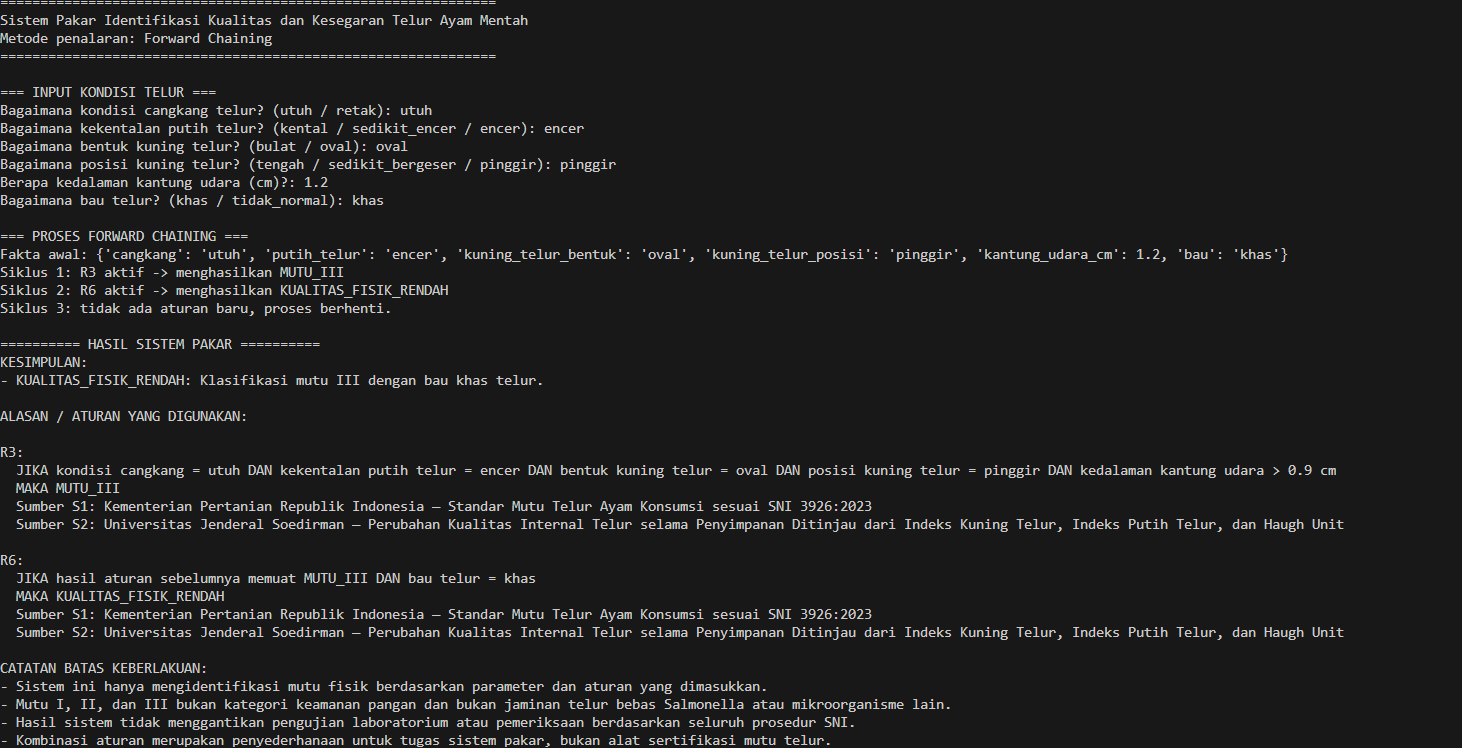 ==============================================================
Sistem Pakar Identifikasi Kualitas dan Kesegaran Telur Ayam Mentah
Metode penalaran: Forward Chaining
==============================================================
=== INPUT KONDISI TELUR ===
Bagaimana kondisi cangkang telur? (utuh / retak): utuh
Bagaimana kekentalan putih telur? (kental / sedikit_encer / encer): encer
Bagaimana bentuk kuning telur? (bulat / oval): oval
Bagaimana posisi kuning telur? (tengah / sedikit_bergeser / pinggir): pinggir
Berapa kedalaman kantung udara (cm)?: 1.2
Bagaimana bau telur? (khas / tidak_normal): khas
=== PROSES FORWARD CHAINING ===
Fakta awal: {'cangkang': 'utuh', 'putih_telur': 'encer', 'kuning_telur_bentuk': 'oval', 'kuning_telur_posisi': 'pinggir', 'kantung_udara_cm': 1.2, 'bau': 'khas'}
Siklus 1: R3 aktif -> menghasilkan MUTU_III
Siklus 2: R6 aktif -> menghasilkan KUALITAS_FISIK_RENDAH
Siklus 3: tidak ada aturan baru, proses berhenti.
========== HASIL SISTEM PAKAR ==========
KESIMPULAN:
- KUALITAS_FISIK_RENDAH: Klasifikasi mutu III dengan bau khas telur.
ALASAN / ATURAN YANG DIGUNAKAN:
R3:
JIKA kondisi cangkang = utuh DAN kekentalan putih telur = encer DAN bentuk kuning telur = oval DAN posisi kuning telur = pinggir DAN kedalaman kantung udara > 0.9 cm
MAKA MUTU_III
Sumber S1: Kementerian Pertanian Republik Indonesia — Standar Mutu Telur Ayam Konsumsi sesuai SNI 3926:2023
Sumber S2: Universitas Jenderal Soedirman — Perubahan Kualitas Internal Telur selama Penyimpanan Ditinjau dari Indeks Kuning Telur, Indeks Putih Telur, dan Haugh Unit
R6:
JIKA hasil aturan sebelumnya memuat MUTU_III DAN bau telur = khas
MAKA KUALITAS_FISIK_RENDAH
Sumber S1: Kementerian Pertanian Republik Indonesia — Standar Mutu Telur Ayam Konsumsi sesuai SNI 3926:2023
Sumber S2: Universitas Jenderal Soedirman — Perubahan Kualitas Internal Telur selama Penyimpanan Ditinjau dari Indeks Kuning Telur, Indeks Putih Telur, dan Haugh Unit
CATATAN BATAS KEBERLAKUAN:
- Sistem ini hanya mengidentifikasi mutu fisik berdasarkan parameter dan aturan yang dimasukkan.
- Mutu I, II, dan III bukan kategori keamanan pangan dan bukan jaminan telur bebas Salmonella atau mikroorganisme lain.
- Hasil sistem tidak menggantikan pengujian laboratorium atau pemeriksaan berdasarkan seluruh prosedur SNI.
- Kombinasi aturan merupakan penyederhanaan untuk tugas sistem pakar, bukan alat sertifikasi mutu telur.